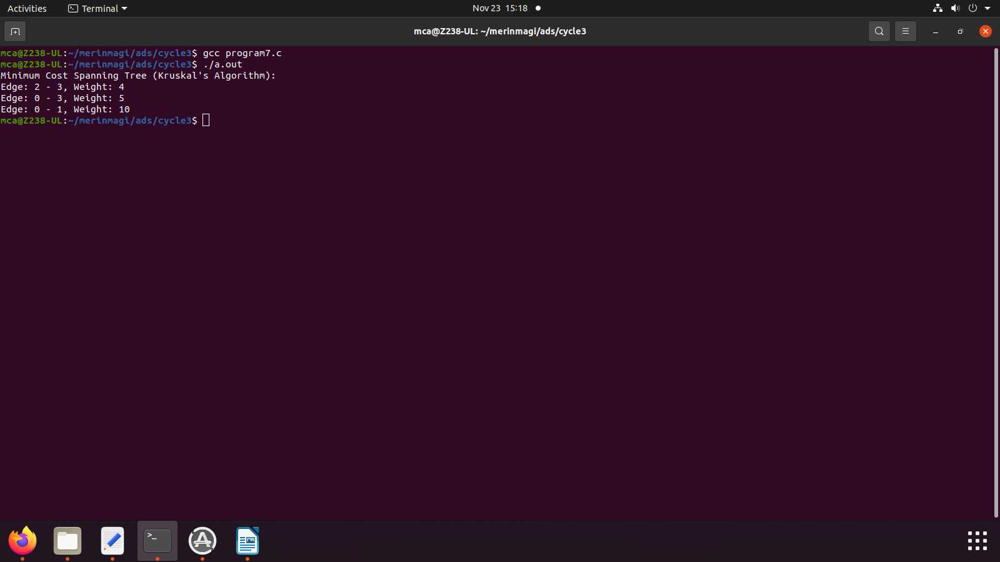 Activities Terminal Nov 23 15:18
mca@Z238-UL: ~/merinmagi/ads/cycle3
mca@Z238-UL:~/merinmagi/ads/cycle3$ gcc program7.c
mca@Z238-UL:~/merinmagi/ads/cycle3$ ./a.out
Minimum Cost Spanning Tree (Kruskal's Algorithm):
Edge: 2 - 3, Weight: 4
Edge: 0 - 3, Weight: 5
Edge: 0 - 1, Weight: 10
mca@Z238-UL:~/merinmagi/ads/cycle3$